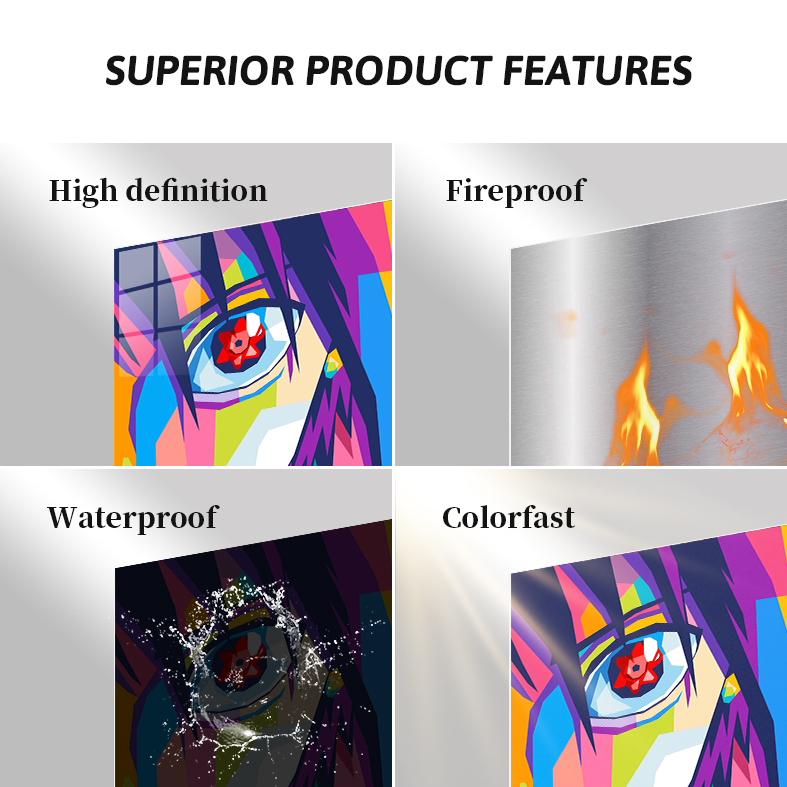 SUPERIOR PRODUCT FEATURES
High definition
Fireproof
Waterproof
Colorfast